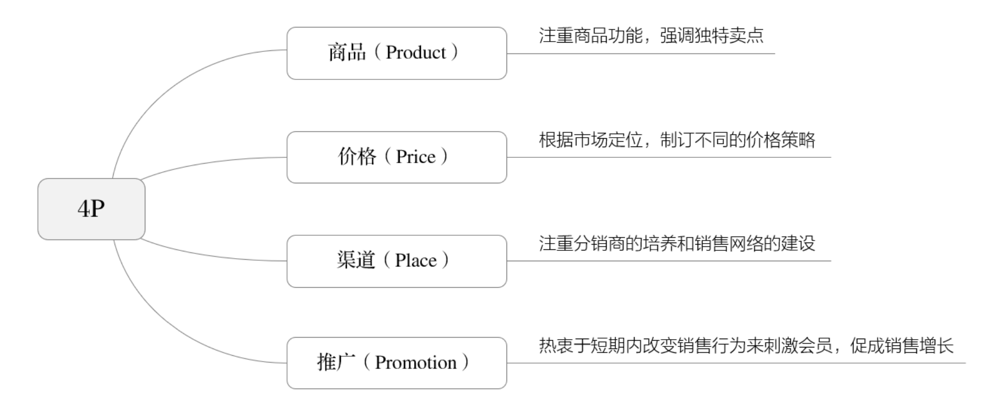 商品（Product）
注重商品功能，强调独特卖点
价格（Price）
根据市场定位，制订不同的价格策略
4P
渠道（Place）
注重分销商的培养和销售网络的建设
推广（Promotion）
热衷于短期内改变销售行为来刺激会员，促成销售增长